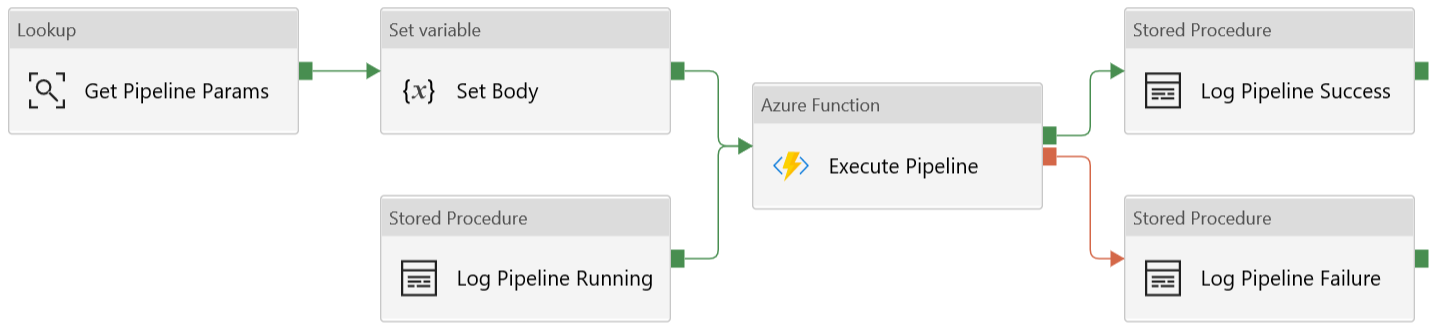 Lookup
Get Pipeline Params
Set variable
{x} Set Body
Stored Procedure
Log Pipeline Running
Azure Function
Execute Pipeline
Stored Procedure
Log Pipeline Success
Stored Procedure
Log Pipeline Failure